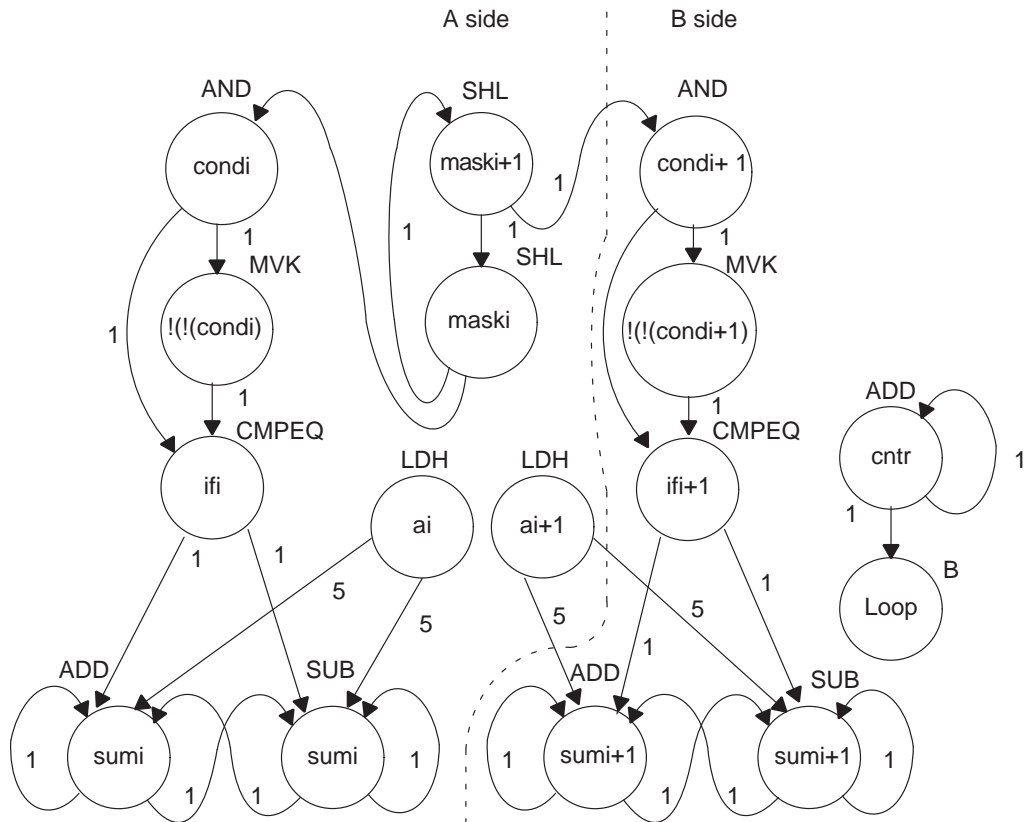 A side
B side
AND
SHL
AND
condi
maski+1
condi+ 1
1
1
1
1
1
MVK
SHL
MVK
!(!(condi)
maski
!(!(condi+1)
1
1
1
CMPEQ
CMPEQ
ADD
ifi
LDH
LDH
ifi+1
cntr
1
ai
ai+1
1
1
1
B
5
5
5
5
1
1
Loop
ADD
SUB
ADD
SUB
sumi
sumi
sumi+1
sumi+1
1
1
1
1
1
1
1
1